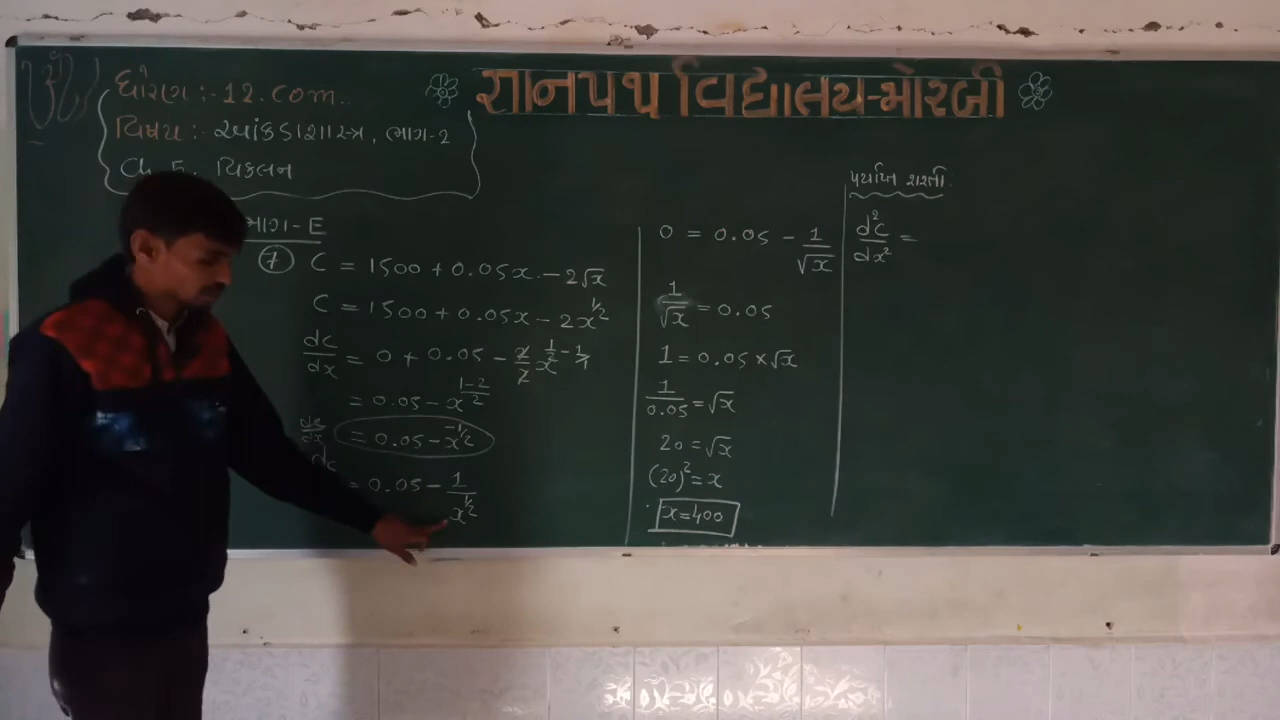 જ્ઞાનપથ વિદ્યાલય-મોરબી
ધોરણ :- 12.com.
વિષય :- આંકડાશાસ્ત્ર, ભાગ-2
Ch 5. વિકલન
ભાગ-E
7 C = 1500 + 0.05x - 2√x
C = 1500 + 0.05x - 2x^1/2
dc/dx = 0 + 0.05 - 2/2 x^1/2 - 1/1
= 0.05 - x^(1-2)/2
dc/dx = 0.05 - x^-1/2
= 0.05 - 1/x^1/2
0 = 0.05 - 1/√x
1/√x = 0.05
1 = 0.05 × √x
1/0.05 = √x
20 = √x
(20)² = x
x = 400
પર્યાપ્ત શરતી :
d²c/dx² =